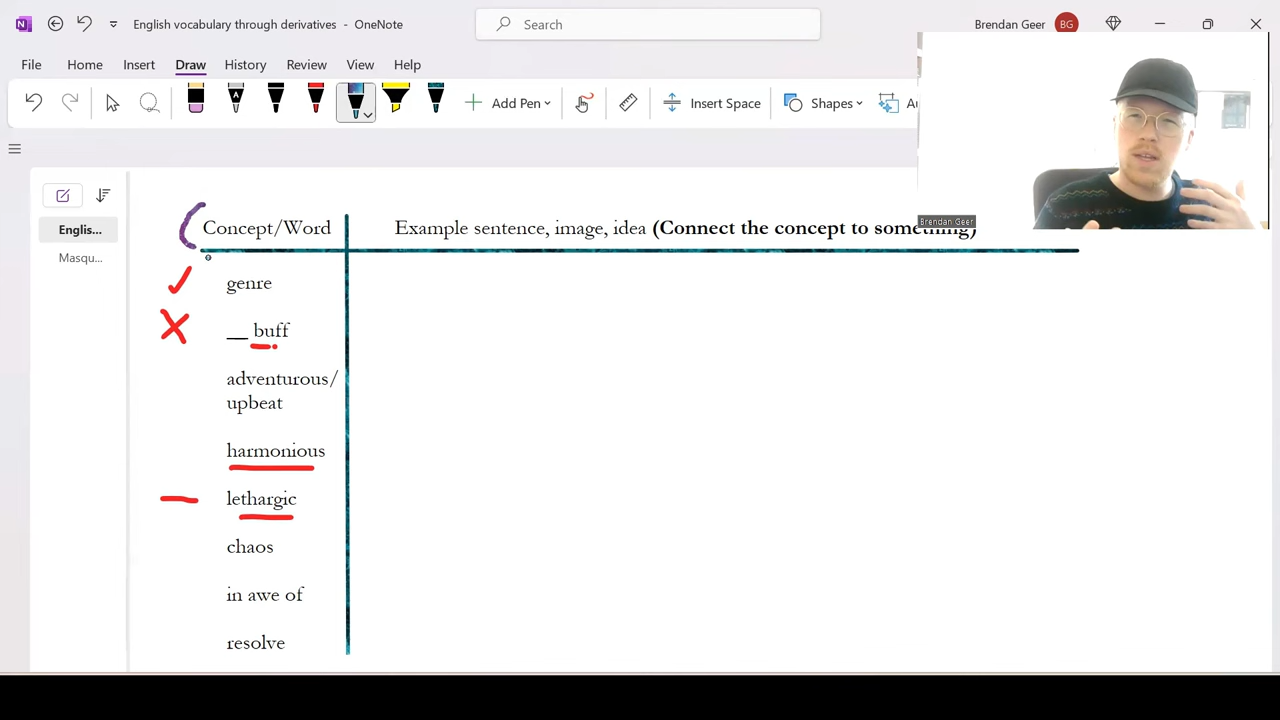 English vocabulary through derivatives - OneNote
Search
Brendan Geer
BG
File
Home
Insert
Draw
History
Review
View
Help
A
Add Pen
Insert Space
Shapes
Au
Brendan Geer
Englis...
Masqu...
Concept/Word
Example sentence, image, idea (Connect the concept to something)
genre
__ buff
adventurous/
upbeat
harmonious
lethargic
chaos
in awe of
resolve